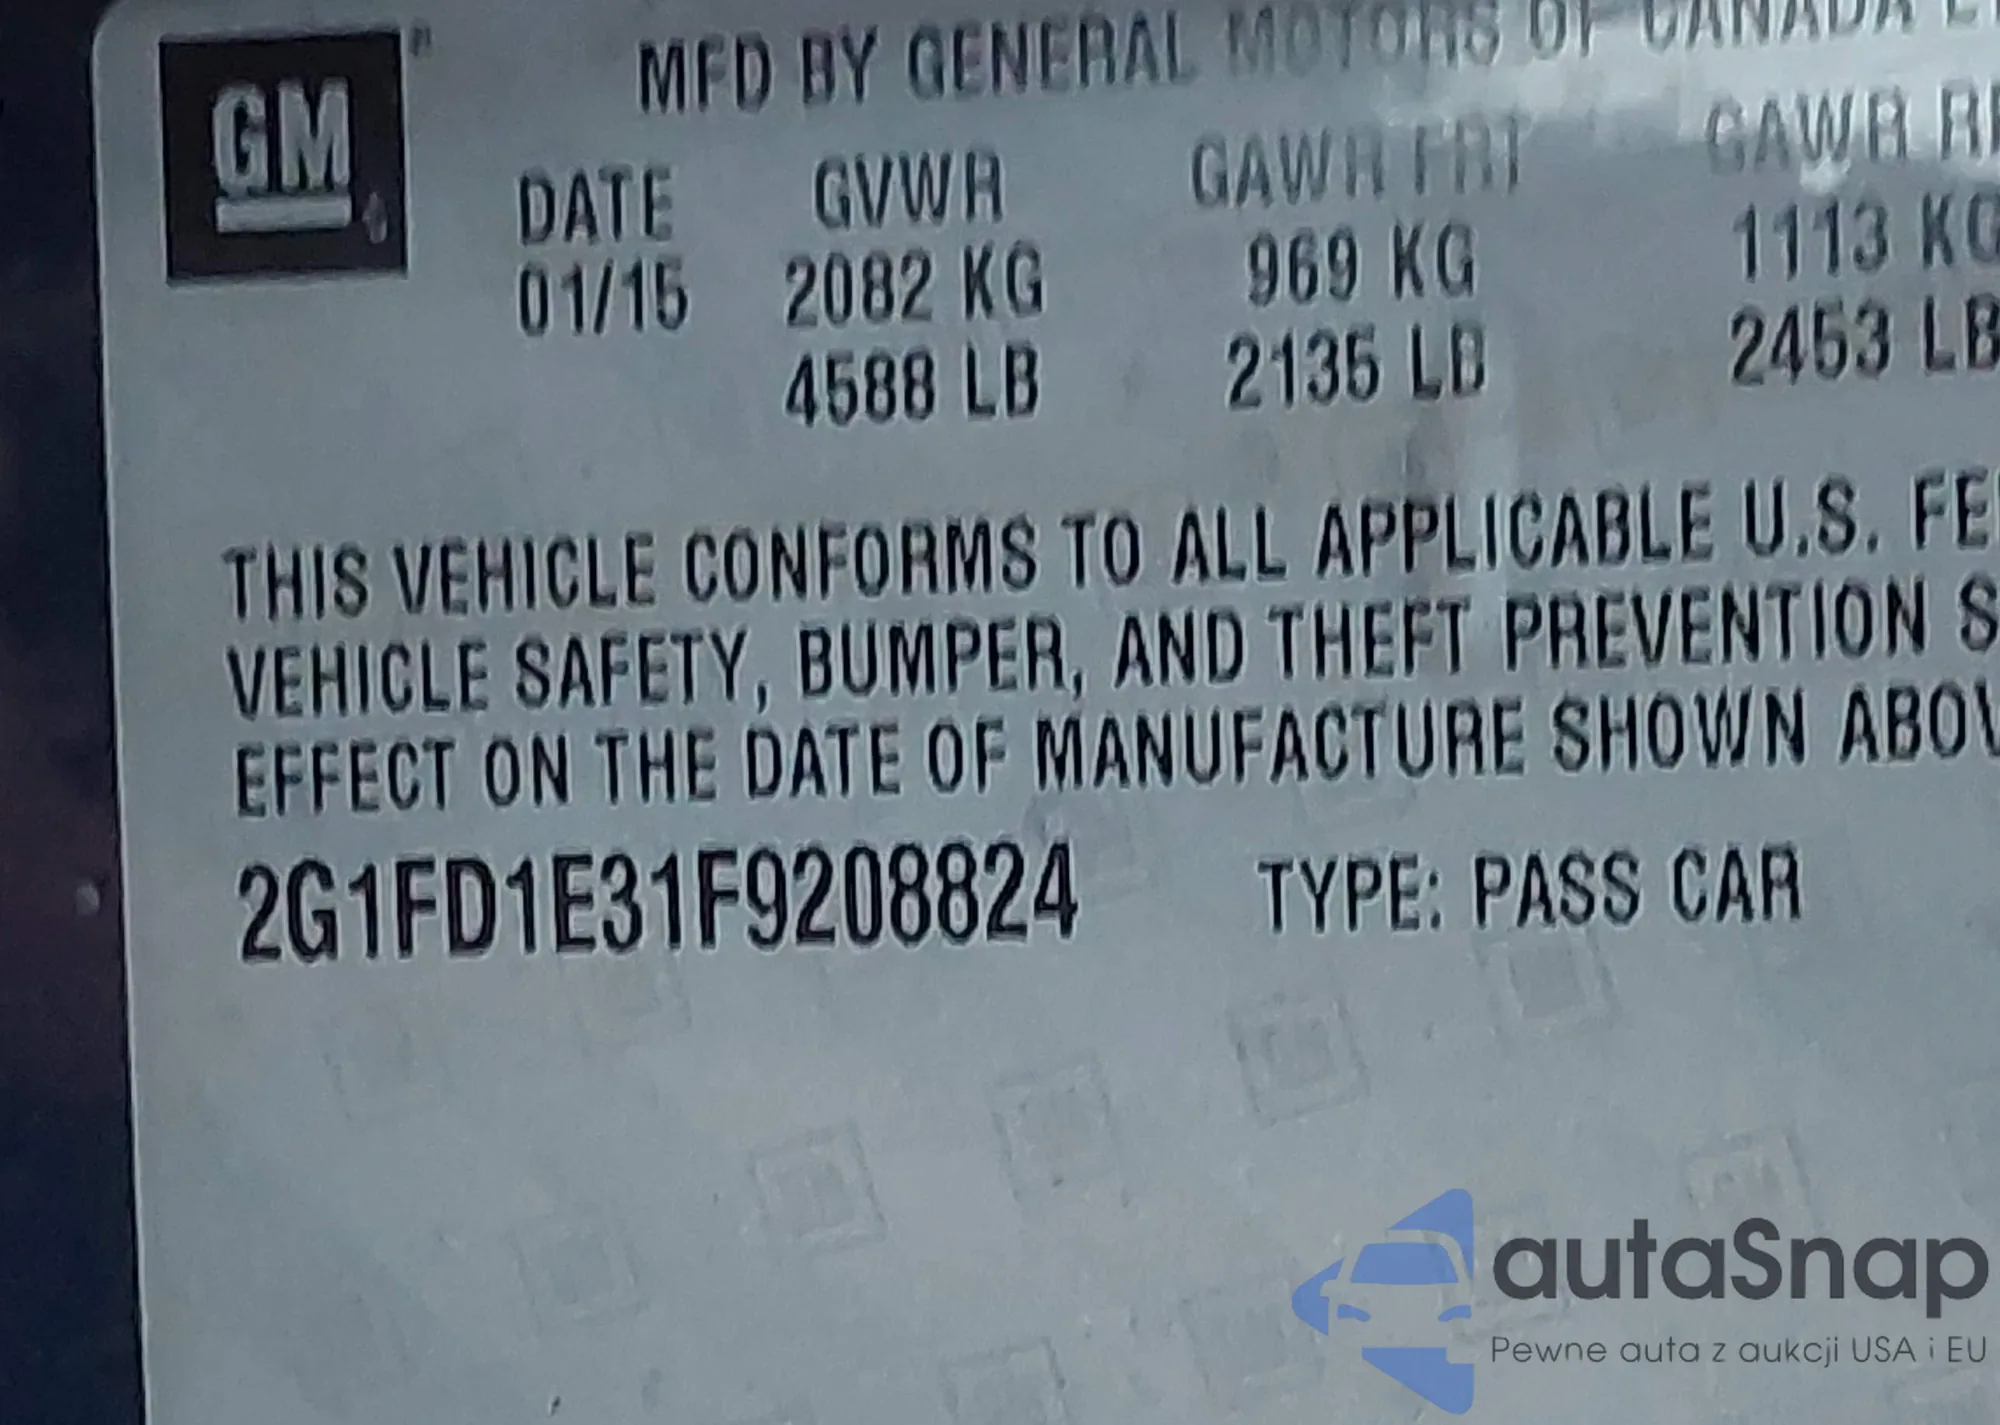 GM
MFD BY GENERAL MOTORS OF CANADA
DATE GVWR GAWR FRT GAWR
01/15 2082 KG 969 KG 1113 KG
4588 LB 2135 LB 2453 LB
THIS VEHICLE CONFORMS TO ALL APPLICABLE U.S.
VEHICLE SAFETY, BUMPER, AND THEFT PREVENTION
EFFECT ON THE DATE OF MANUFACTURE SHOWN
2G1FD1E31F9208824 TYPE: PASS CAR
autaSnap
Pewne auta z aukcji USA i EU